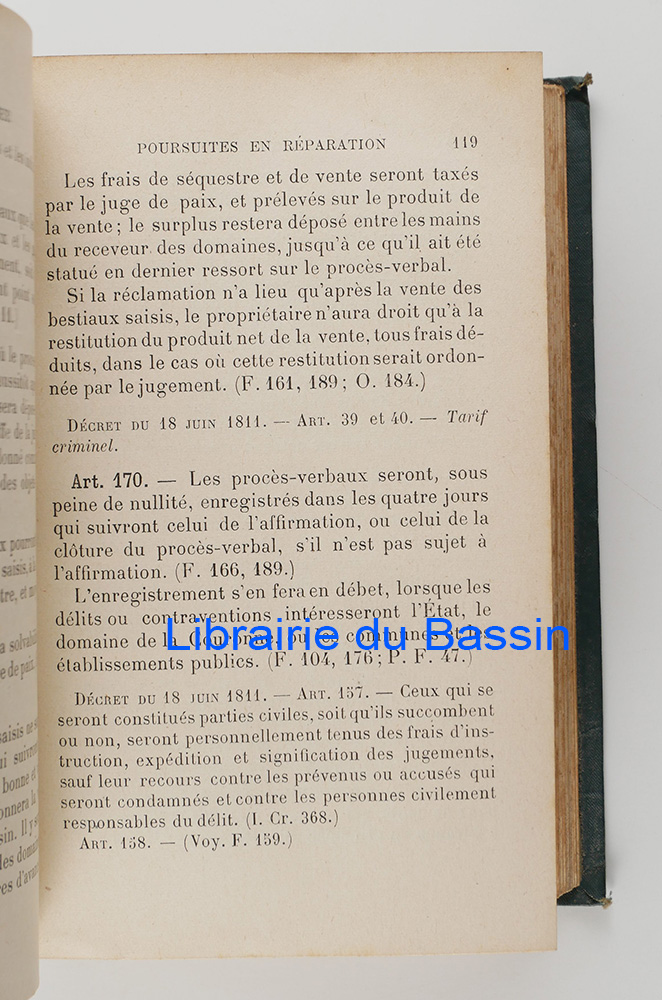 POURSUITES EN RÉPARATION 119
Les frais de séquestre et de vente seront taxés
par le juge de paix, et prélevés sur le produit de
la vente ; le surplus restera déposé entre les mains
du receveur des domaines, jusqu'à ce qu'il ait été
statué en dernier ressort sur le procès-verbal.
Si la réclamation n'a lieu qu'après la vente des
bestiaux saisis, le propriétaire n'aura droit qu'à la
restitution du produit net de la vente, tous frais dé-
duits, dans le cas où cette restitution serait ordon-
née par le jugement. (F. 161, 189 ; O. 184.)
DÉCRET DU 18 JUIN 1811. — ART. 39 et 40. — Tarif
criminel.
Art. 170. — Les procès-verbaux seront, sous
peine de nullité, enregistrés dans les quatre jours
qui suivront celui de l'affirmation, ou celui de la
clôture du procès-verbal, s'il n'est pas sujet à
l'affirmation. (F. 166, 189.)
L'enregistrement s'en fera en débet, lorsque les
délits ou contraventions intéresseront l'État, le
domaine de la Couronne, ou les communes et les
Librairie du Bassin
établissements publics. (F. 104, 176 ; P. F. 47.)
DÉCRET DU 18 JUIN 1811. — ART. 157. — Ceux qui se
seront constitués parties civiles, soit qu'ils succombent
ou non, seront personnellement tenus des frais d'ins-
truction, expédition et signification des jugements,
sauf leur recours contre les prévenus ou accusés qui
seront condamnés et contre les personnes civilement
responsables du délit. (I. Cr. 368.)
ART. 158. — (Voy. F. 159.)